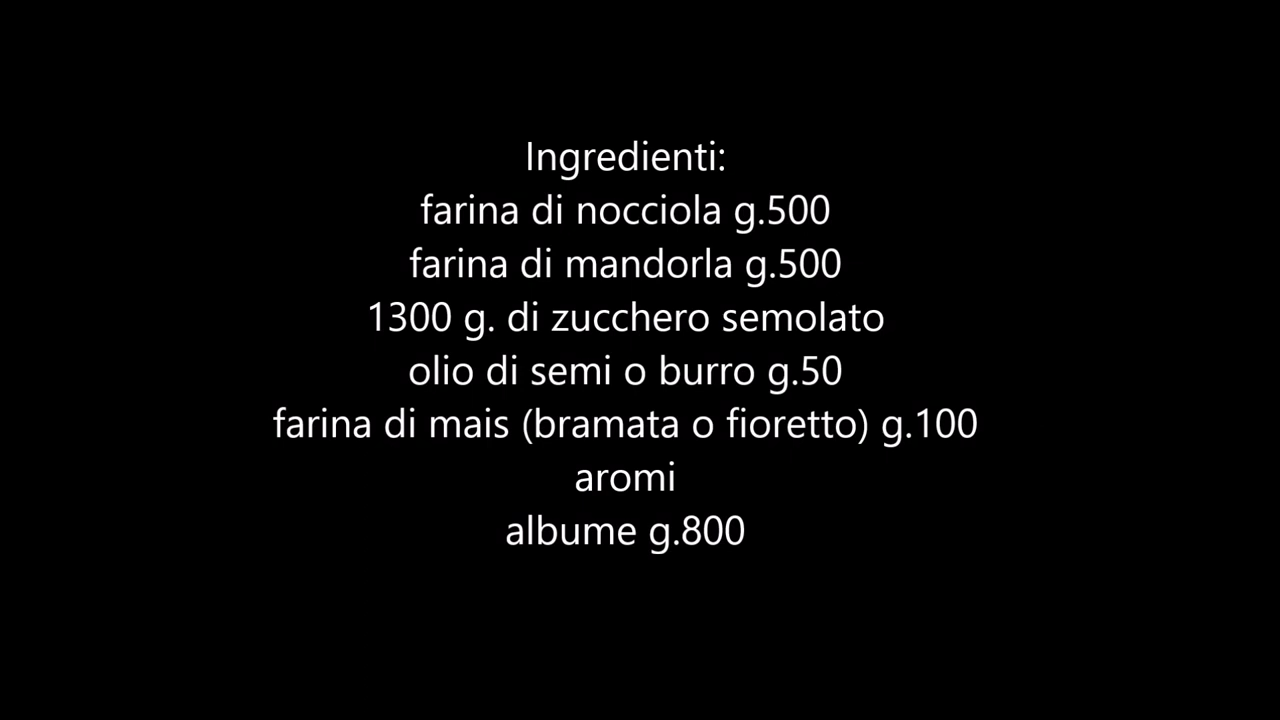 Ingredienti:
farina di nocciola g.500
farina di mandorla g.500
1300 g. di zucchero semolato
olio di semi o burro g.50
farina di mais (bramata o fioretto) g.100
aromi
albume g.800